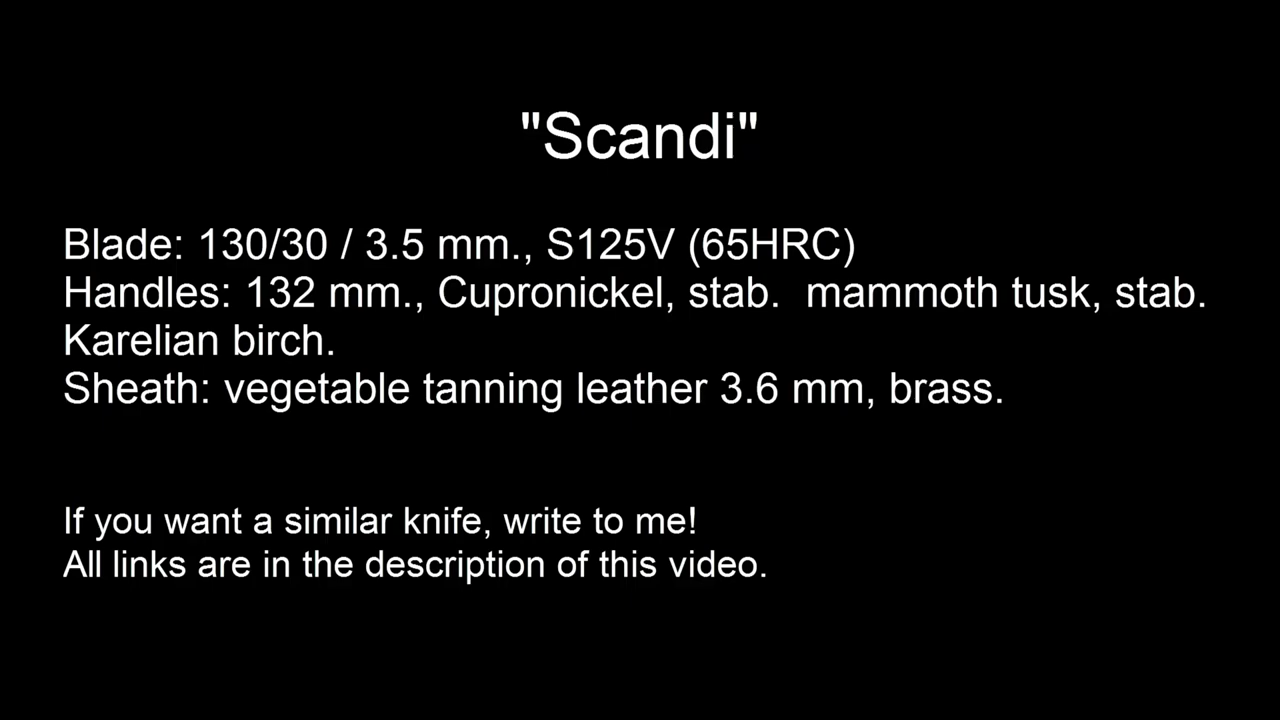 "Scandi"
Blade: 130/30 / 3.5 mm., S125V (65HRC)
Handles: 132 mm., Cupronickel, stab.  mammoth tusk, stab.
Karelian birch.
Sheath: vegetable tanning leather 3.6 mm, brass.
If you want a similar knife, write to me!
All links are in the description of this video.